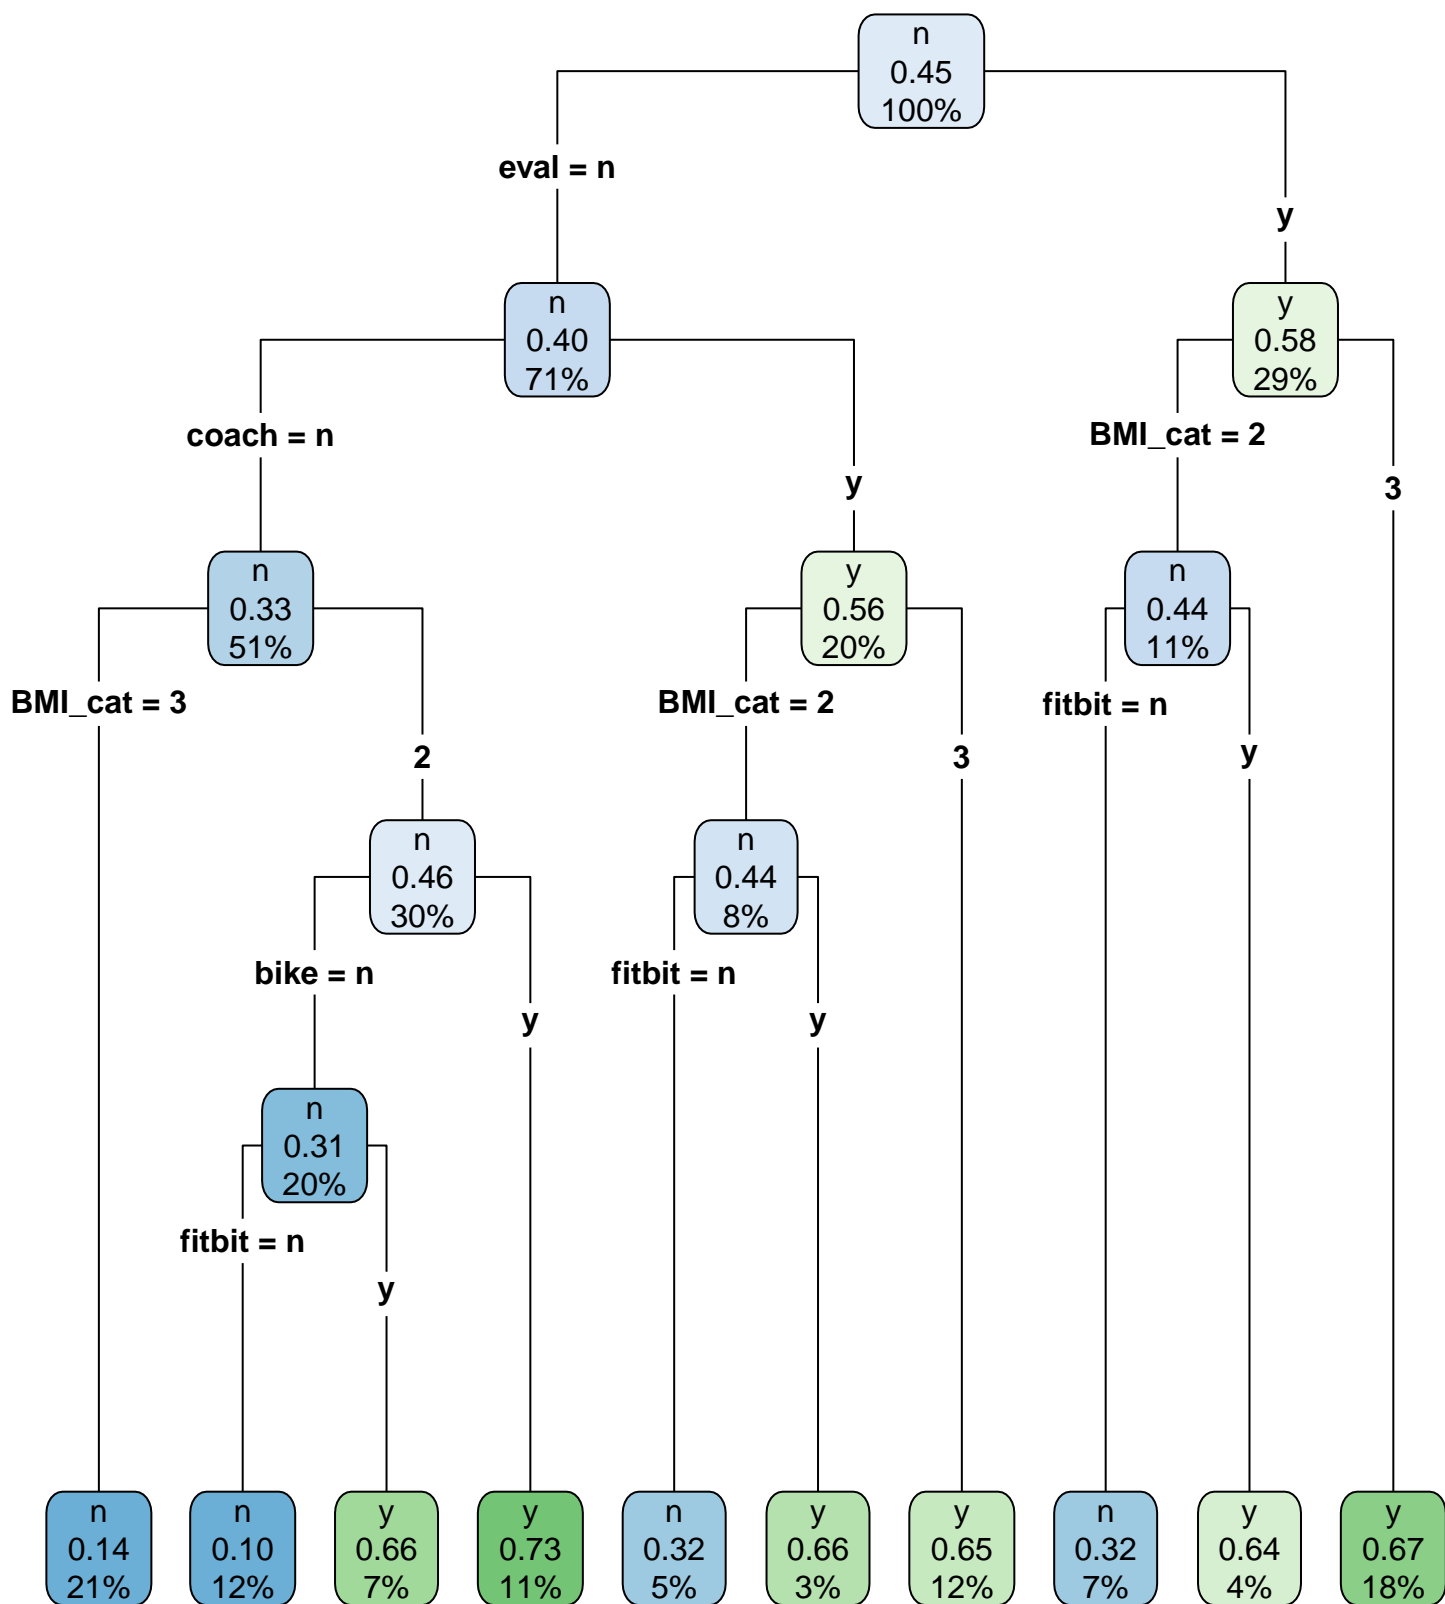 n
0.45
100%
eval = n
y
n
0.40
71%
y
0.58
29%
coach = n
y
BMI_cat = 2
3
n
0.33
51%
y
0.56
20%
n
0.44
11%
BMI_cat = 3
2
BMI_cat = 2
3
fitbit = n
y
n
0.46
30%
n
0.44
8%
bike = n
y
fitbit = n
y
n
0.31
20%
fitbit = n
y
n
0.14
21%
n
0.10
12%
y
0.66
7%
y
0.73
11%
n
0.32
5%
y
0.66
3%
y
0.65
12%
n
0.32
7%
y
0.64
4%
y
0.67
18%